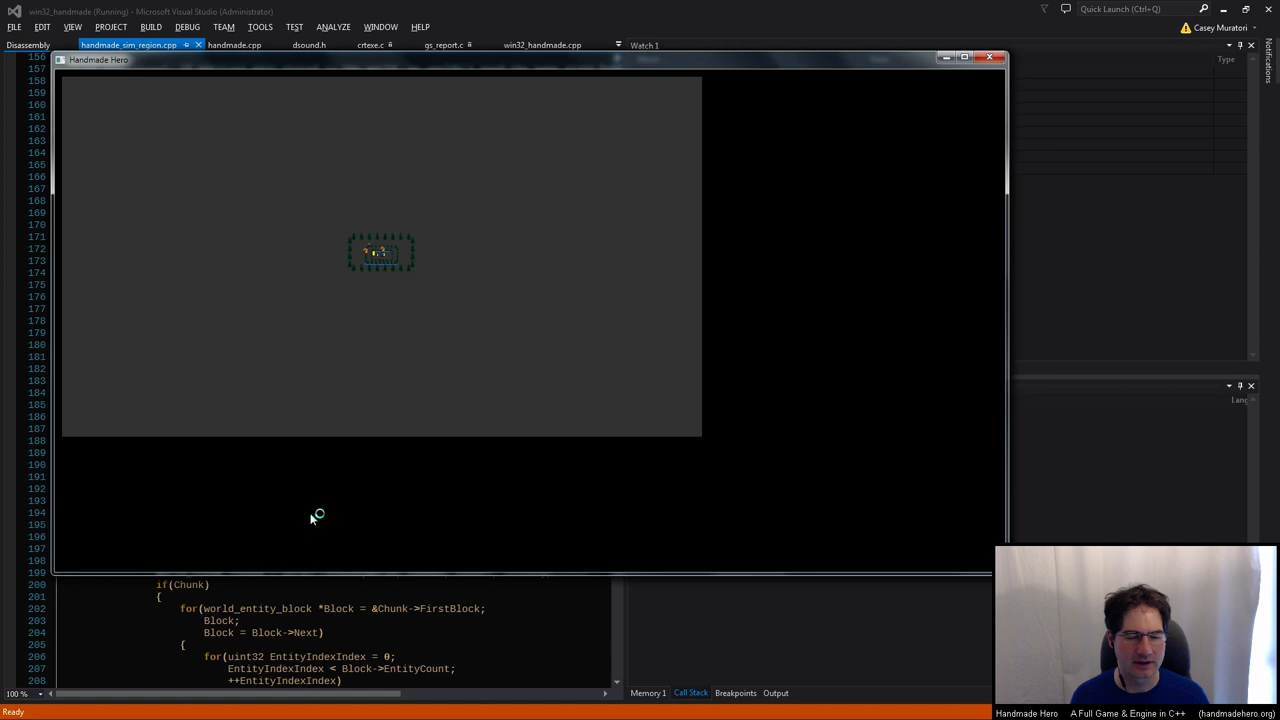 win32_handmade (Running) - Microsoft Visual Studio (Administrator)
Quick Launch (Ctrl+Q)
FILE EDIT VIEW PROJECT BUILD DEBUG TEAM TOOLS TEST ANALYZE WINDOW HELP
Casey Muratori
Disassembly handmade_sim_region.cpp handmade.cpp dsound.h crtexe.c gs_report.c win32_handmade.cpp
Watch 1
Handmade Hero
Type
Notifications
156
157
158
159
160
161
162
163
164
165
166
167
168
169
170
171
172
173
174
175
176
177
178
179
180
181
182
183
184
185
186
187
188
189
190
191
192
193
194
195
196
197
198
199
200 if(Chunk)
201 {
202 for(world_entity_block *Block = &Chunk->FirstBlock;
203 Block;
204 Block = Block->Next)
205 {
206 for(uint32 EntityIndexIndex = 0;
207 EntityIndexIndex < Block->EntityCount;
208 ++EntityIndexIndex)
Lang
100 %
Memory 1 Call Stack Breakpoints Output
Ready
Handmade Hero A Full Game & Engine in C++ (handmadehero.org)